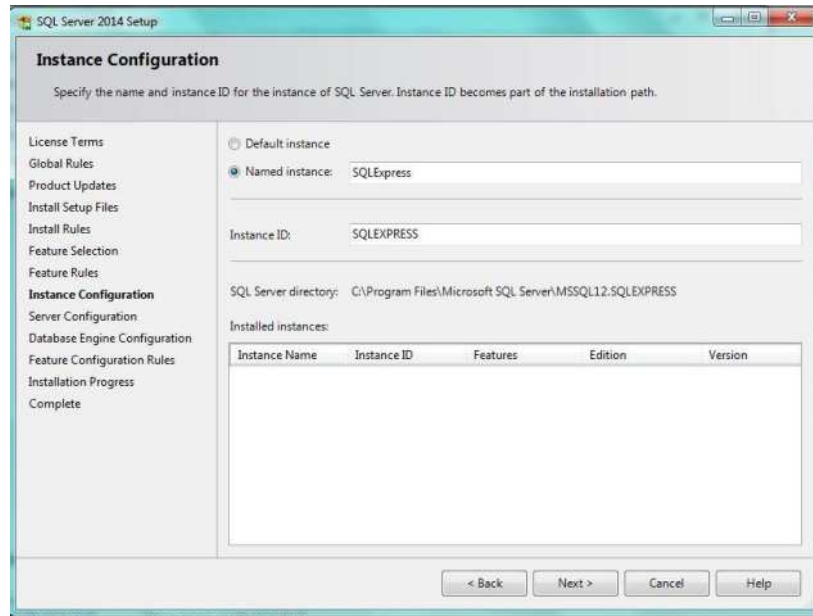 SQL Server 2014 Setup
Instance Configuration
Specify the name and instance ID for the instance of SQL Server. Instance ID becomes part of the installation path.
License Terms
Global Rules
Product Updates
Install Setup Files
Install Rules
Feature Selection
Feature Rules
Instance Configuration
Server Configuration
Database Engine Configuration
Feature Configuration Rules
Installation Progress
Complete
Default instance
Named instance: SQLExpress
Instance ID: SQLEXPRESS
SQL Server directory: C:\Program Files\Microsoft SQL Server\MSSQL12.SQLEXPRESS
Installed instances:
Instance Name Instance ID Features Edition Version
< Back Next > Cancel Help